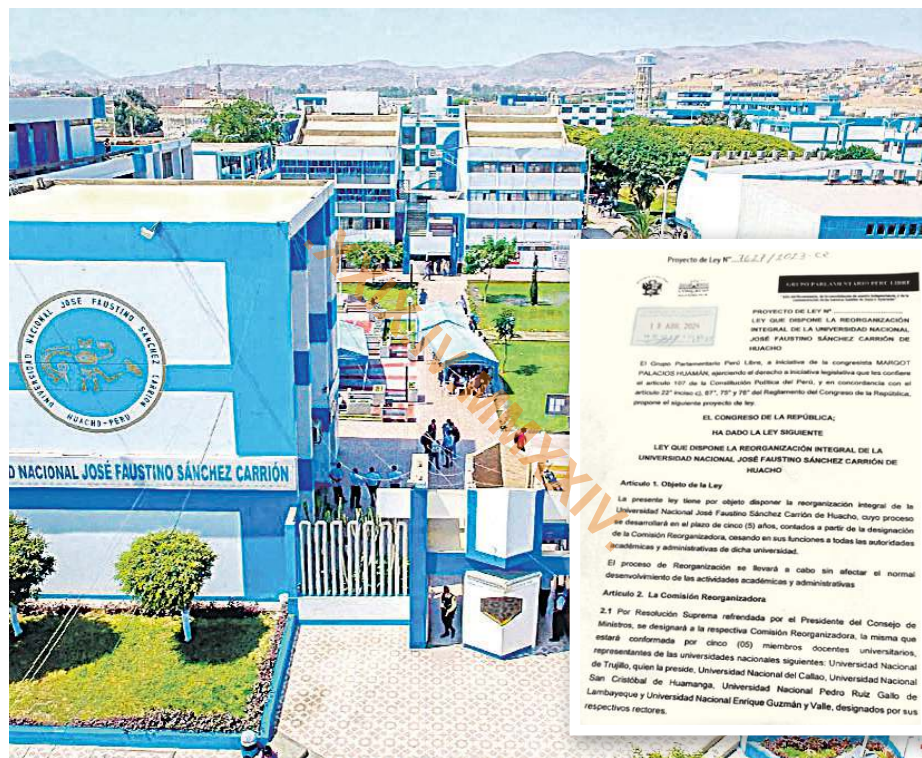 UNIVERSIDAD NACIONAL JOSE FAUSTINO SANCHEZ CARRION
HUACHO-PERU
D NACIONAL JOSÉ FAUSTINO SÁNCHEZ CARRIÓN
Proyecto de Ley N°
GRUPO PARLAMENTARIO PERÚ LIBRE
18 ABR. 2024
PROYECTO DE LEY N°
LEY QUE DISPONE LA REORGANIZACIÓN
INTEGRAL DE LA UNIVERSIDAD NACIONAL
JOSÉ FAUSTINO SÁNCHEZ CARRIÓN DE
HUACHO
El Grupo Parlamentario Perú Libre, a iniciativa de la congresista MARGOT
PALACIOS HUAMÁN, ejerciendo el derecho a iniciativa legislativa que les confiere
el artículo 107 de la Constitución Política del Perú, y en concordancia con el
artículo 22° inciso c), 67°, 75° y 76° del Reglamento del Congreso de la República,
propone el siguiente proyecto de ley.
EL CONGRESO DE LA REPÚBLICA;
HA DADO LA LEY SIGUIENTE
LEY QUE DISPONE LA REORGANIZACIÓN INTEGRAL DE LA
UNIVERSIDAD NACIONAL JOSÉ FAUSTINO SÁNCHEZ CARRIÓN DE
HUACHO
Artículo 1. Objeto de la Ley
La presente ley tiene por objeto disponer la reorganización integral de la
Universidad Nacional José Faustino Sánchez Carrión de Huacho, cuyo proceso
se desarrollará en el plazo de cinco (5) años, contados a partir de la designación
de la Comisión Reorganizadora, cesando en sus funciones a todas las autoridades
académicas y administrativas de dicha universidad.
El proceso de Reorganización se llevará a cabo sin afectar el normal
desenvolvimiento de las actividades académicas y administrativas
Artículo 2. La Comisión Reorganizadora
2.1 Por Resolución Suprema refrendada por el Presidente del Consejo de
Ministros, se designará a la respectiva Comisión Reorganizadora, la misma que
estará conformada por cinco (05) miembros docentes universitarios,
representantes de las universidades nacionales siguientes: Universidad Nacional
de Trujillo, quien la preside, Universidad Nacional del Callao, Universidad Nacional
San Cristóbal de Huamanga, Universidad Nacional Pedro Ruíz Gallo de
Lambayeque y Universidad Nacional Enrique Guzmán y Valle, designados por sus
respectivos rectores.